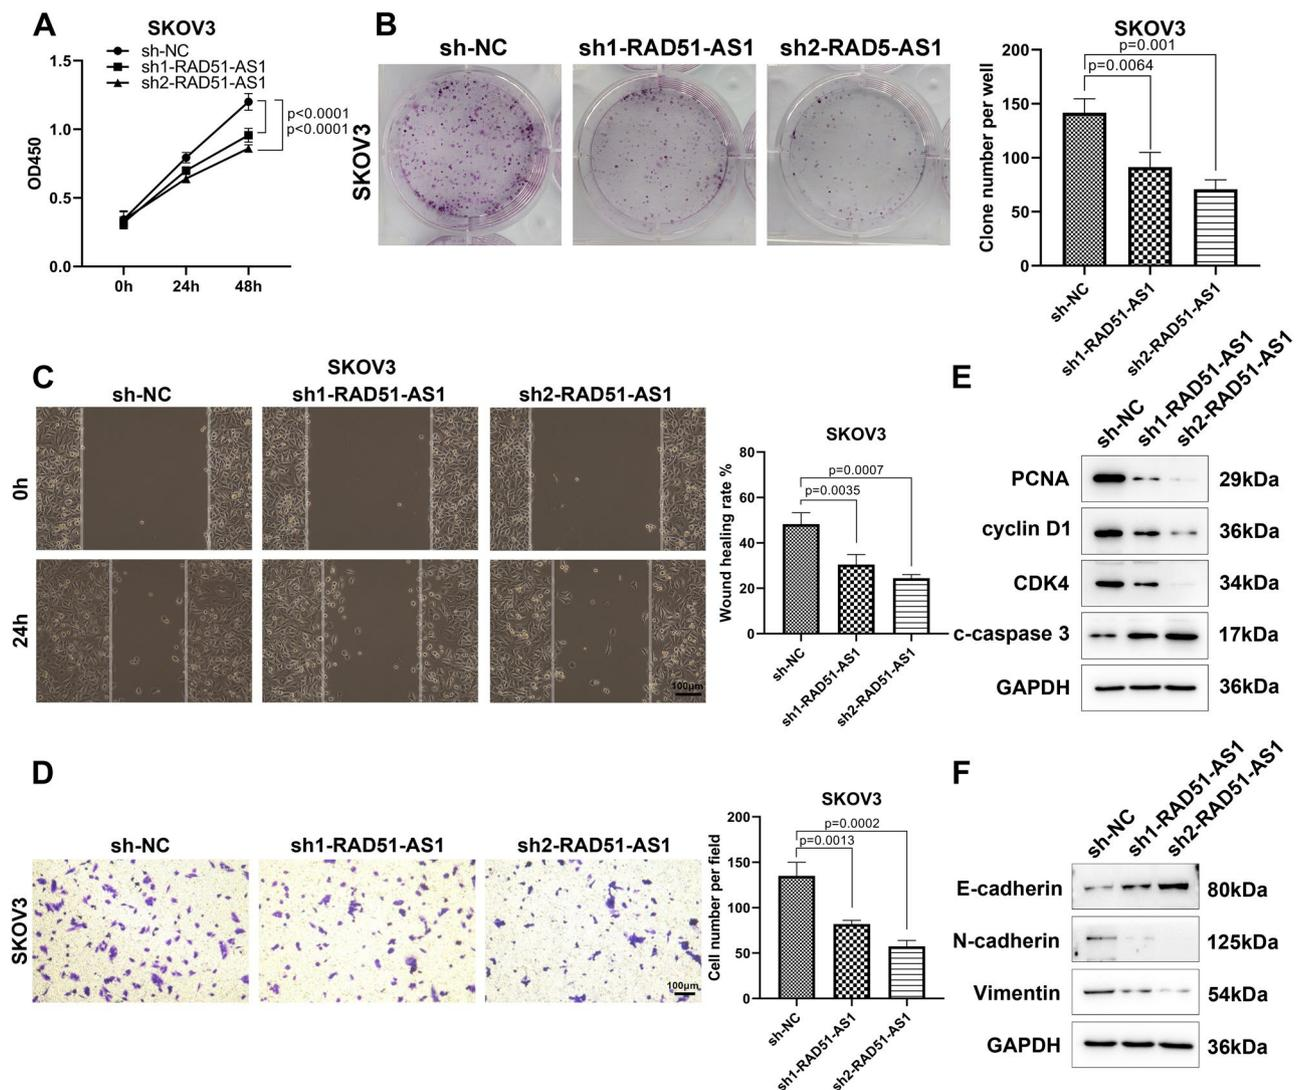 A
SKOV3
sh-NC
sh1-RAD51-AS1
sh2-RAD51-AS1
1.5
1.0
0.5
0.0
OD450
0h
24h
48h
p<0.0001
p<0.0001
B
sh-NC
sh1-RAD51-AS1
sh2-RAD5-AS1
SKOV3
SKOV3
200
150
100
50
0
Clone number per well
p=0.001
p=0.0064
sh-NC
sh1-RAD51-AS1
sh2-RAD51-AS1
C
SKOV3
sh-NC
sh1-RAD51-AS1
sh2-RAD51-AS1
0h
24h
100μm
SKOV3
80
60
40
20
0
Wound healing rate %
p=0.0007
p=0.0035
sh-NC
sh1-RAD51-AS1
sh2-RAD51-AS1
E
sh-NC
sh1-RAD51-AS1
sh2-RAD51-AS1
PCNA 29kDa
cyclin D1 36kDa
CDK4 34kDa
c-caspase 3 17kDa
GAPDH 36kDa
D
sh-NC
sh1-RAD51-AS1
sh2-RAD51-AS1
SKOV3
100μm
SKOV3
200
150
100
50
0
Cell number per field
p=0.0002
p=0.0013
sh-NC
sh1-RAD51-AS1
sh2-RAD51-AS1
F
sh-NC
sh1-RAD51-AS1
sh2-RAD51-AS1
E-cadherin 80kDa
N-cadherin 125kDa
Vimentin 54kDa
GAPDH 36kDa